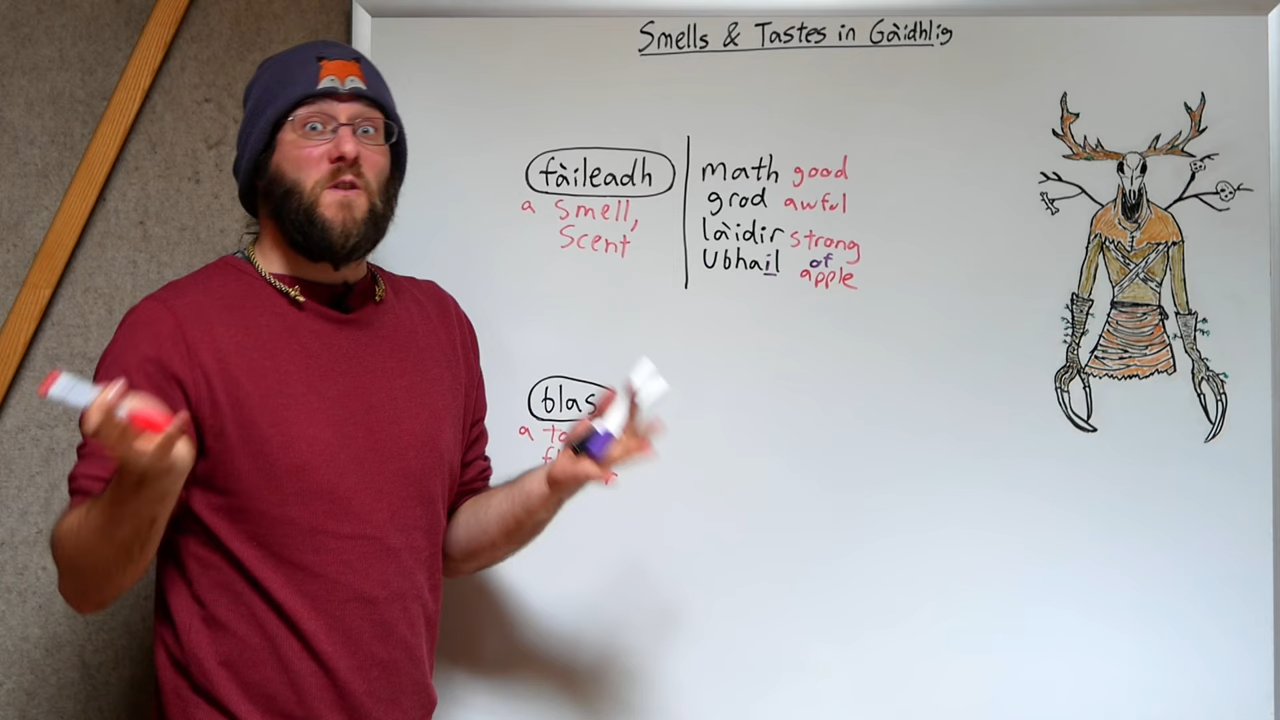 Smells & Tastes in Gàidhlig
fàileadh
a smell,
scent
math good
grod awful
làidir strong
ubhail of
apple
blas
a